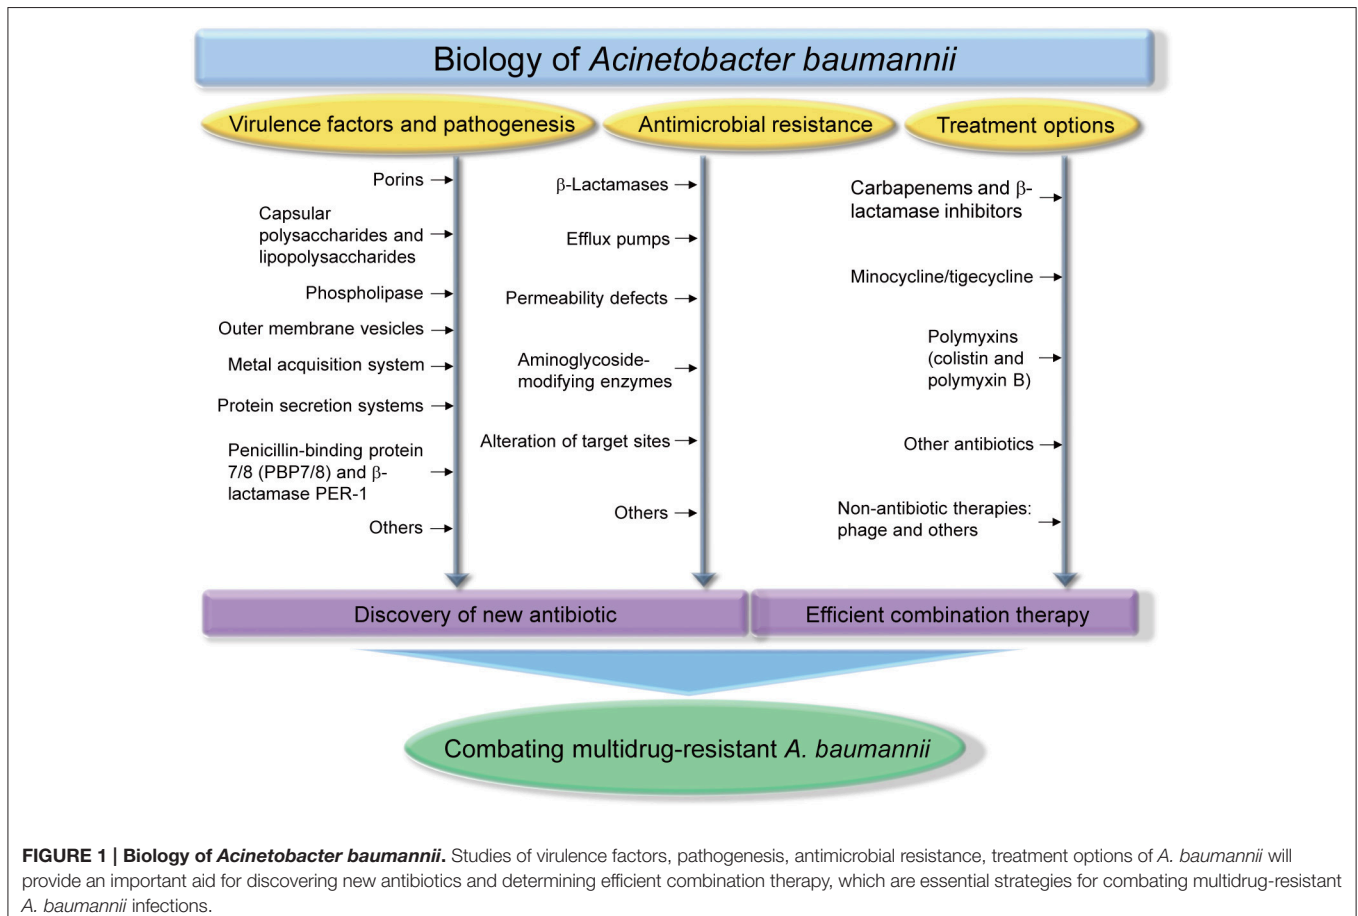 Biology of Acinetobacter baumannii
Virulence factors and pathogenesis
Porins
Capsular
polysaccharides and
lipopolysaccharides
Phospholipase
Outer membrane vesicles
Metal acquisition system
Protein secretion systems
Penicillin-binding protein
7/8 (PBP7/8) and β-
lactamase PER-1
Others
Antimicrobial resistance
β-Lactamases
Efflux pumps
Permeability defects
Aminoglycoside-
modifying enzymes
Alteration of target sites
Others
Treatment options
Carbapenems and β-
lactamase inhibitors
Minocycline/tigecycline
Polymyxins
(colistin and
polymyxin B)
Other antibiotics
Non-antibiotic therapies:
phage and others
Discovery of new antibiotic
Efficient combination therapy
Combating multidrug-resistant A. baumannii
FIGURE 1 | Biology of Acinetobacter baumannii. Studies of virulence factors, pathogenesis, antimicrobial resistance, treatment options of A. baumannii will
provide an important aid for discovering new antibiotics and determining efficient combination therapy, which are essential strategies for combating multidrug-resistant
A. baumannii infections.